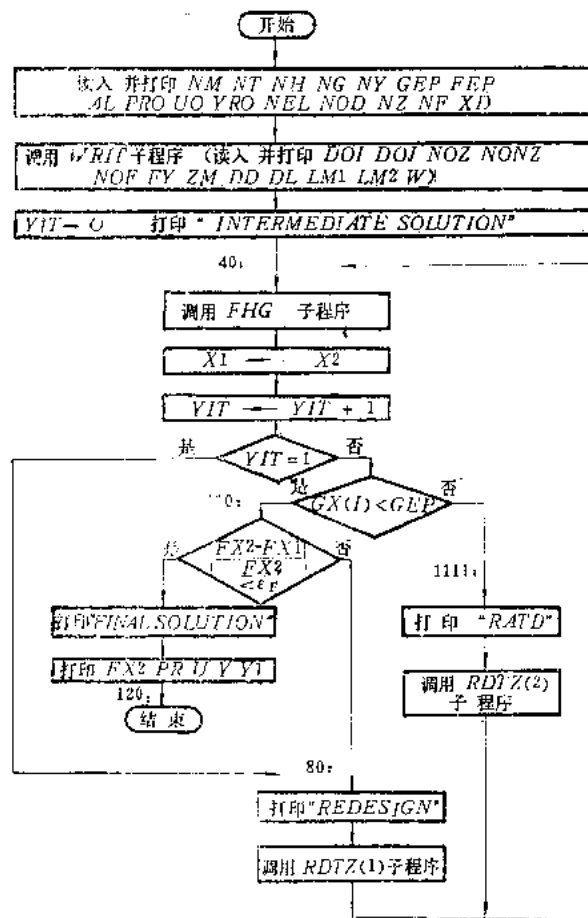 开始
读入 并打印 NM NT NH NG NY GEP FEP
AL PRO UO YRO NEL NOD NZ NF XD
调用 WRIT 子程序 (读入 并打印 DOI DOJ NOZ NONZ
NOF FY ZM DD DL LM1 LM2 W)
YIT← O 打印" INTERMEDIATE SOLUTION"
40:
调用 FHG 子程序
X1 ← X2
YIT ← YIT + 1
是 YIT=1 否
是 GX(I)<GEP 否
FX2-FX1 否
FX2
1111:
打印"FINAL SOLUTION"
打 印 "RATD"
打印 FX2 PR U Y Y1
调用 RDTZ(2)
子 程序
120:
结 束
80:
打印"REDESIGN"
调用 RDTZ(1)子程序